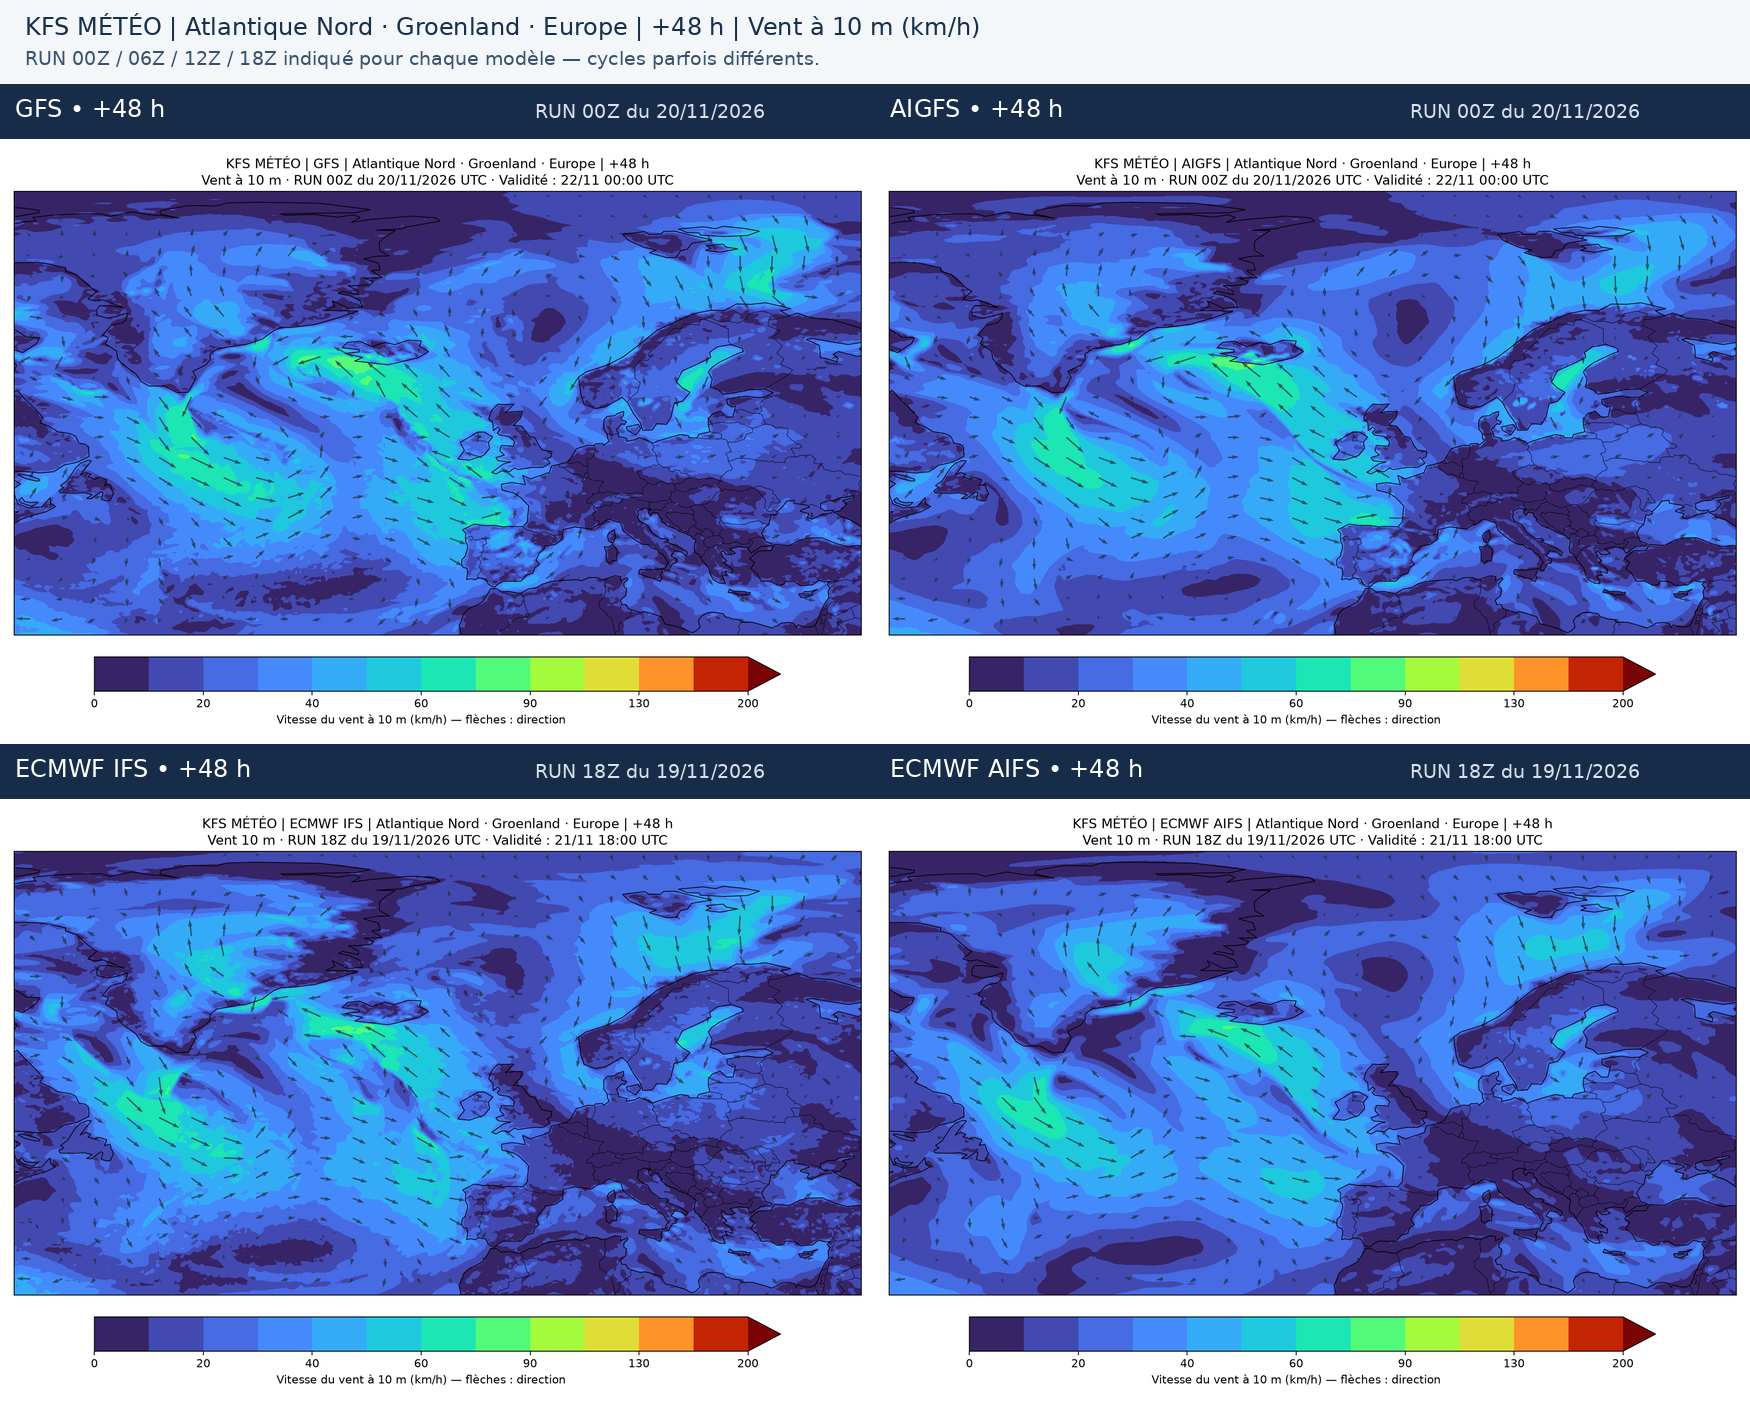 KFS MÉTÉO | Atlantique Nord · Groenland · Europe | +48 h | Vent à 10 m (km/h)
RUN 00Z / 06Z / 12Z / 18Z indiqué pour chaque modèle — cycles parfois différents.
GFS • +48 h
RUN 00Z du 20/11/2026
KFS MÉTÉO | GFS | Atlantique Nord · Groenland · Europe | +48 h
Vent à 10 m · RUN 00Z du 20/11/2026 UTC · Validité : 22/11 00:00 UTC
0 20 40 60 90 130 200
Vitesse du vent à 10 m (km/h) — flèches : direction
AIGFS • +48 h
RUN 00Z du 20/11/2026
KFS MÉTÉO | AIGFS | Atlantique Nord · Groenland · Europe | +48 h
Vent à 10 m · RUN 00Z du 20/11/2026 UTC · Validité : 22/11 00:00 UTC
0 20 40 60 90 130 200
Vitesse du vent à 10 m (km/h) — flèches : direction
ECMWF IFS • +48 h
RUN 18Z du 19/11/2026
KFS MÉTÉO | ECMWF IFS | Atlantique Nord · Groenland · Europe | +48 h
Vent 10 m · RUN 18Z du 19/11/2026 UTC · Validité : 21/11 18:00 UTC
0 20 40 60 90 130 200
Vitesse du vent à 10 m (km/h) — flèches : direction
ECMWF AIFS • +48 h
RUN 18Z du 19/11/2026
KFS MÉTÉO | ECMWF AIFS | Atlantique Nord · Groenland · Europe | +48 h
Vent 10 m · RUN 18Z du 19/11/2026 UTC · Validité : 21/11 18:00 UTC
0 20 40 60 90 130 200
Vitesse du vent à 10 m (km/h) — flèches : direction